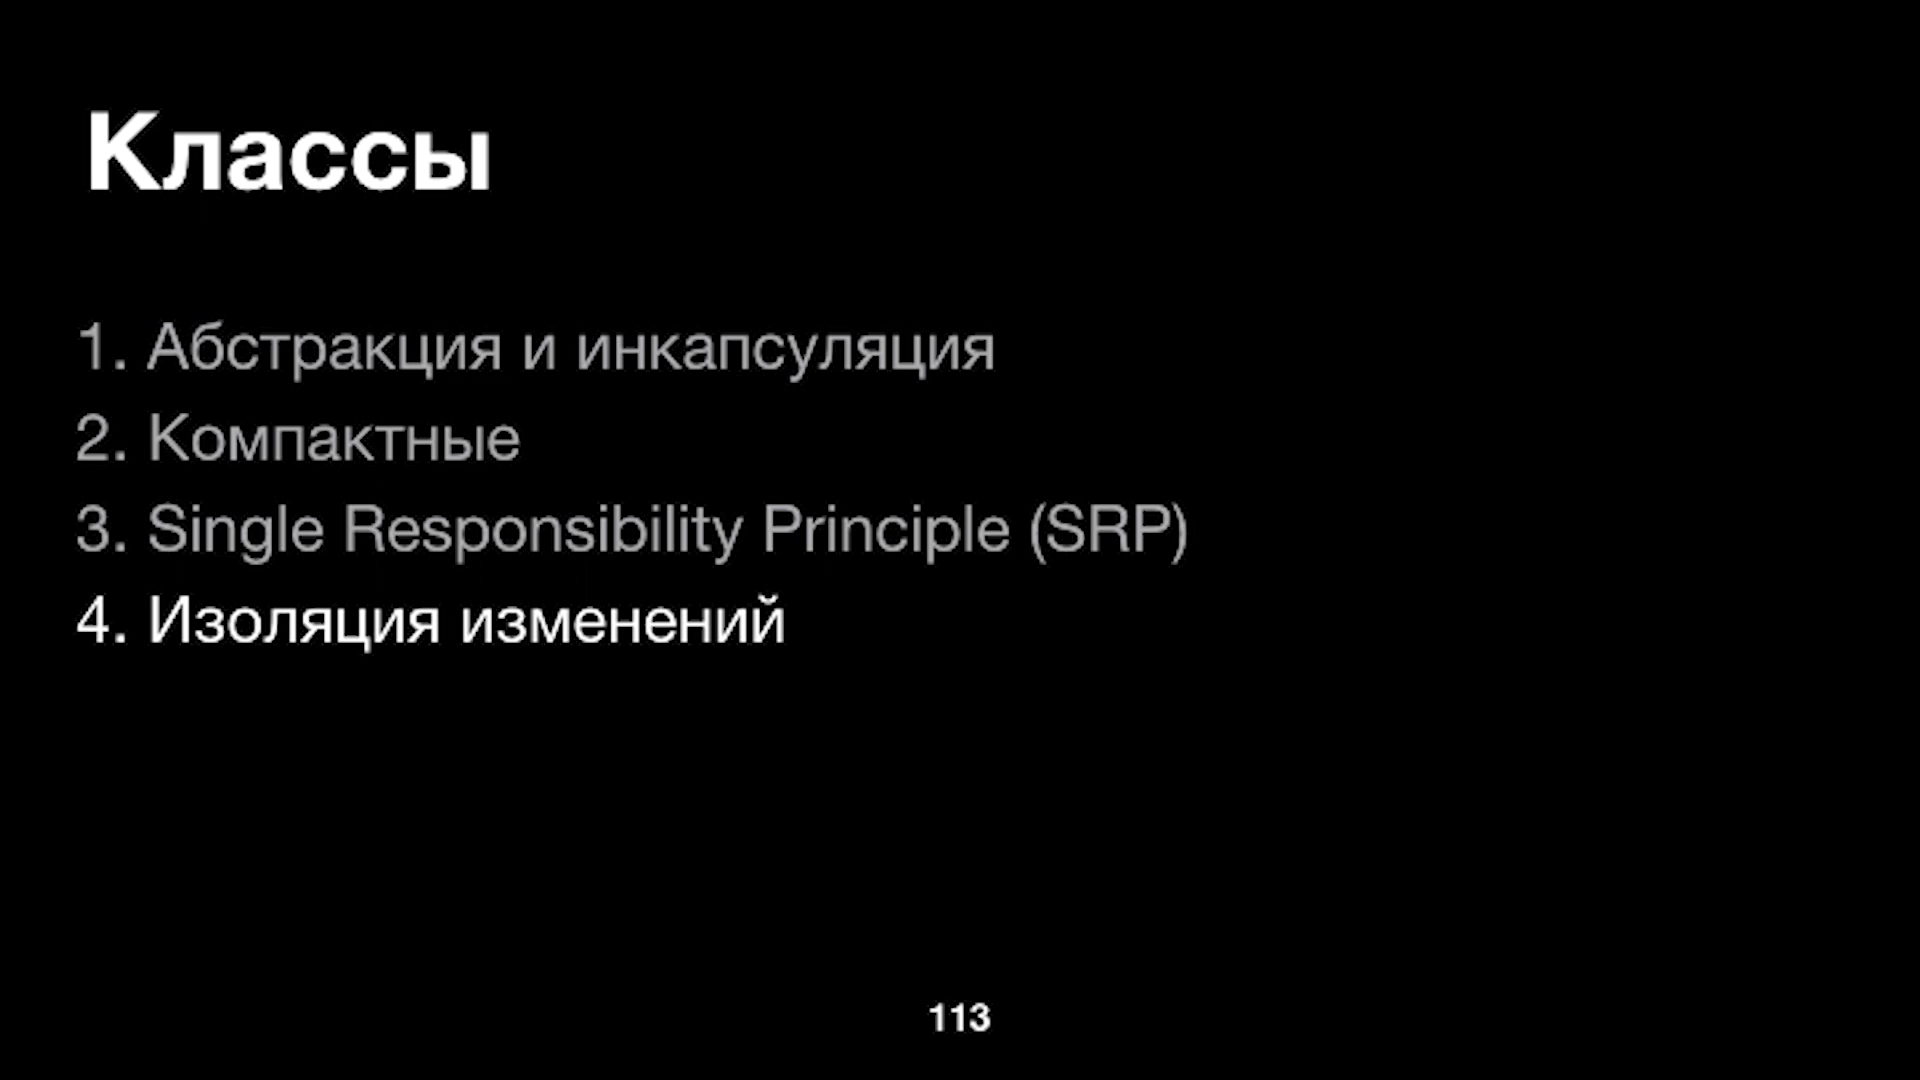 Классы
1. Абстракция и инкапсуляция
2. Компактные
3. Single Responsibility Principle (SRP)
4. Изоляция изменений
113